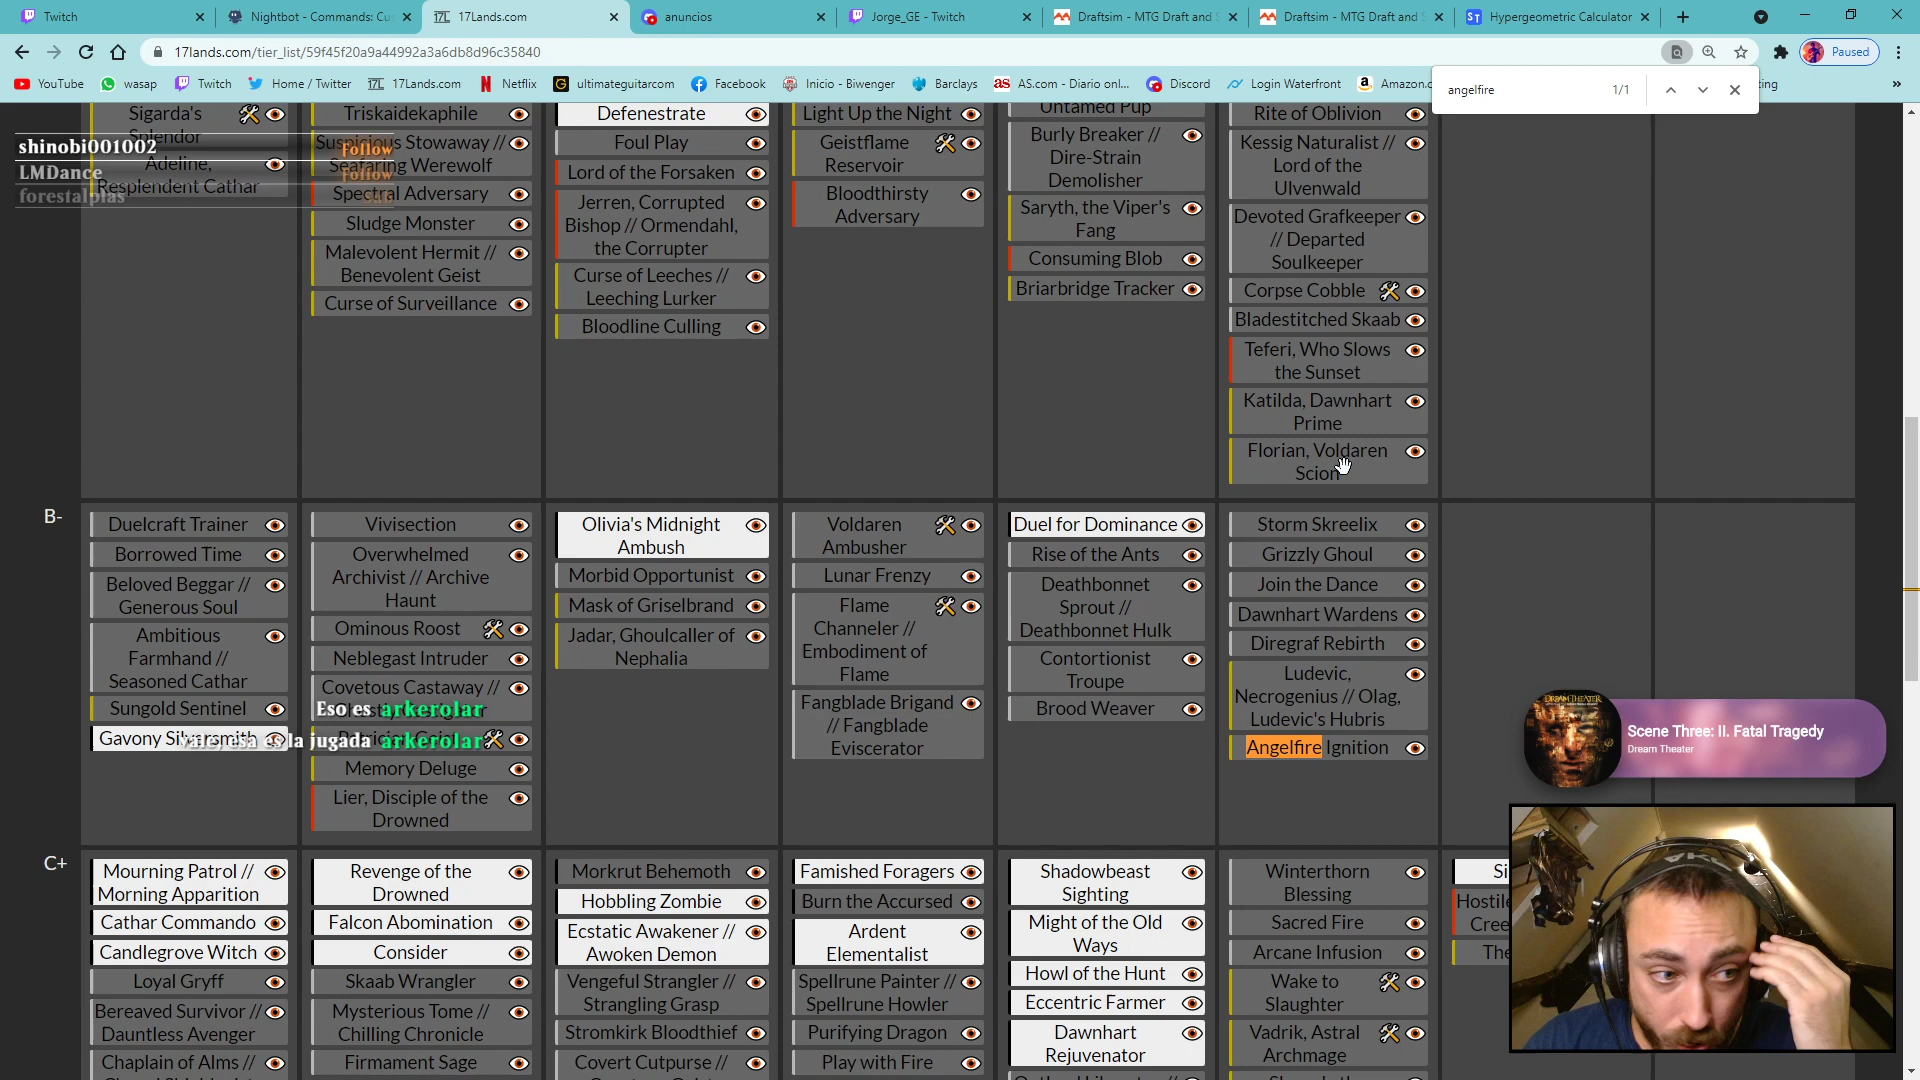 Twitch
Nightbot - Commands: Cu
17Lands.com
anuncios
Jorge_GE - Twitch
Draftsim - MTG Draft and S
Draftsim - MTG Draft and S
Hypergeometric Calculator
17lands.com/tier_list/59f45f20a9a44992a3a6db8d96c35840
Paused
YouTube
wasap
Twitch
Home / Twitter
17Lands.com
Netflix
ultimateguitarcom
Facebook
Inicio - Biwenger
Barclays
AS.com - Diario onl...
Discord
Login Waterfront
Amazon.c
ting
angelfire 1/1
shinobi001002 Follow
LMDance Follow
forestalplas
Sigarda's
Splendor
Adeline,
Resplendent Cathar
Triskaidekaphile
Suspicious Stowaway //
Seafaring Werewolf
Spectral Adversary
Sludge Monster
Malevolent Hermit //
Benevolent Geist
Curse of Surveillance
Defenestrate
Foul Play
Lord of the Forsaken
Jerren, Corrupted
Bishop // Ormendahl,
the Corrupter
Curse of Leeches //
Leeching Lurker
Bloodline Culling
Light Up the Night
Geistflame
Reservoir
Bloodthirsty
Adversary
Untamed Pup
Burly Breaker //
Dire-Strain
Demolisher
Saryth, the Viper's
Fang
Consuming Blob
Briarbridge Tracker
Rite of Oblivion
Kessig Naturalist //
Lord of the
Ulvenwald
Devoted Grafkeeper
// Departed
Soulkeeper
Corpse Cobble
Bladestitched Skaab
Teferi, Who Slows
the Sunset
Katilda, Dawnhart
Prime
Florian, Voldaren
Scion
B-
Duelcraft Trainer
Borrowed Time
Beloved Beggar //
Generous Soul
Ambitious
Farmhand //
Seasoned Cathar
Sungold Sentinel
Gavony Silversmith
Vivisection
Overwhelmed
Archivist // Archive
Haunt
Ominous Roost
Neblegast Intruder
Covetous Castaway //
Eso es arkerolar
esa es la jugada arkerolar
Memory Deluge
Lier, Disciple of the
Drowned
Olivia's Midnight
Ambush
Morbid Opportunist
Mask of Griselbrand
Jadar, Ghoulcaller of
Nephalia
Voldaren
Ambusher
Lunar Frenzy
Flame
Channeler //
Embodiment of
Flame
Fangblade Brigand
// Fangblade
Eviscerator
Duel for Dominance
Rise of the Ants
Deathbonnet
Sprout //
Deathbonnet Hulk
Contortionist
Troupe
Brood Weaver
Storm Skreelix
Grizzly Ghoul
Join the Dance
Dawnhart Wardens
Diregraf Rebirth
Ludevic,
Necrogenius // Olag,
Ludevic's Hubris
Angelfire Ignition
Scene Three: II. Fatal Tragedy
Dream Theater
DREAM THEATER
C+
Mourning Patrol //
Morning Apparition
Cathar Commando
Candlegrove Witch
Loyal Gryff
Bereaved Survivor //
Dauntless Avenger
Chaplain of Alms //
Revenge of the
Drowned
Falcon Abomination
Consider
Skaab Wrangler
Mysterious Tome //
Chilling Chronicle
Firmament Sage
Morkrut Behemoth
Hobbling Zombie
Ecstatic Awakener //
Awoken Demon
Vengeful Strangler //
Strangling Grasp
Stromkirk Bloodthief
Covert Cutpurse //
Famished Foragers
Burn the Accursed
Ardent
Elementalist
Spellrune Painter //
Spellrune Howler
Purifying Dragon
Play with Fire
Shadowbeast
Sighting
Might of the Old
Ways
Howl of the Hunt
Eccentric Farmer
Dawnhart
Rejuvenator
Winterthorn
Blessing
Sacred Fire
Arcane Infusion
Wake to
Slaughter
Vadrik, Astral
Archmage
Si
Hostile
Cree
The